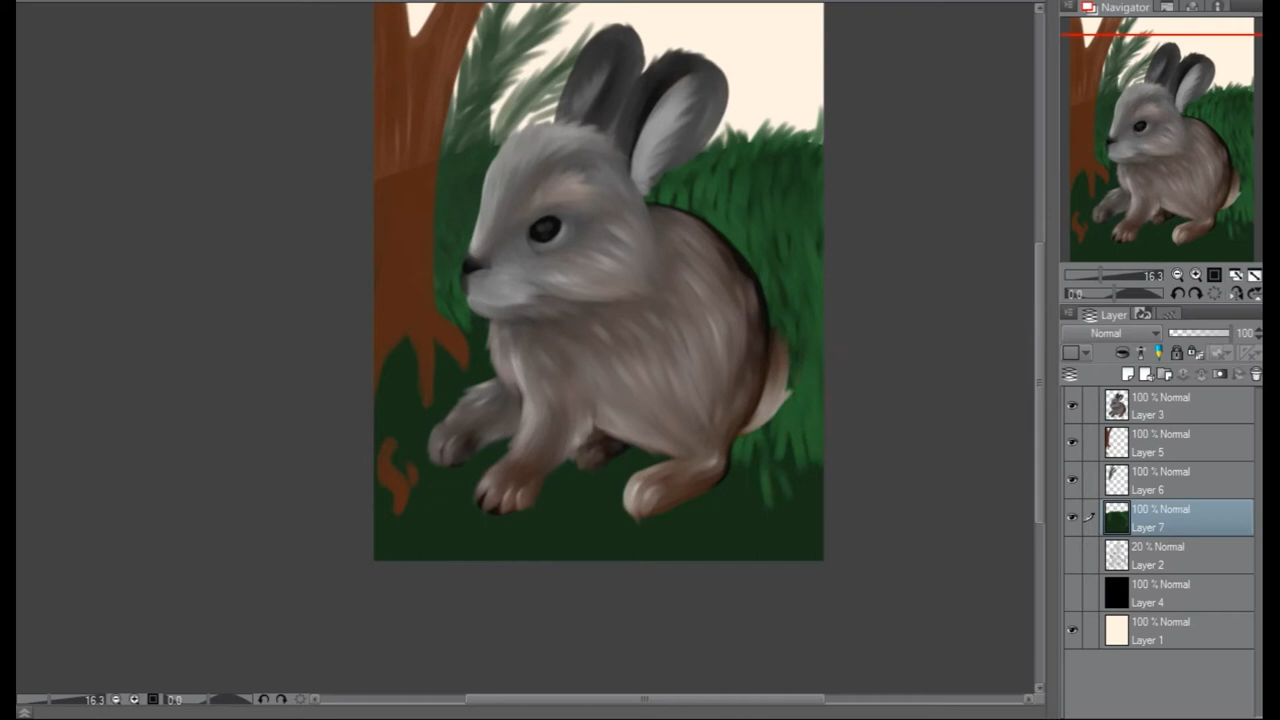 Navigator
16.3
0.0
Layer
Normal 100
100 % Normal
Layer 3
100 % Normal
Layer 5
100 % Normal
Layer 6
100 % Normal
Layer 7
20 % Normal
Layer 2
100 % Normal
Layer 4
100 % Normal
Layer 1
16.3 0.0